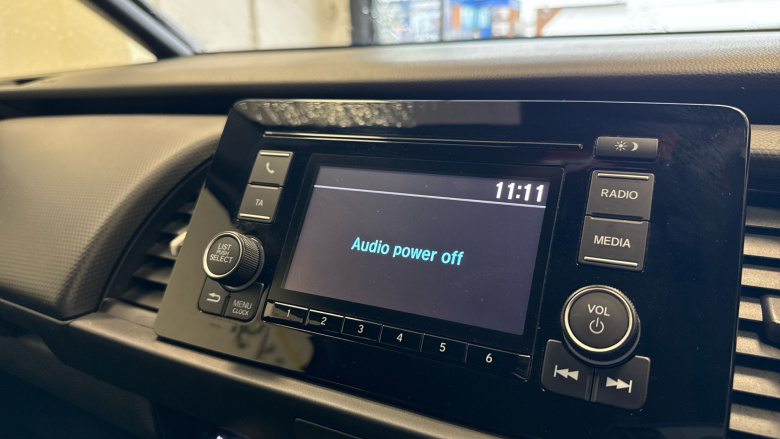 11:11
Audio power off
TA
LIST
PUSH
SELECT
MENU
CLOCK
1 2 3 4 5 6
RADIO
MEDIA
VOL